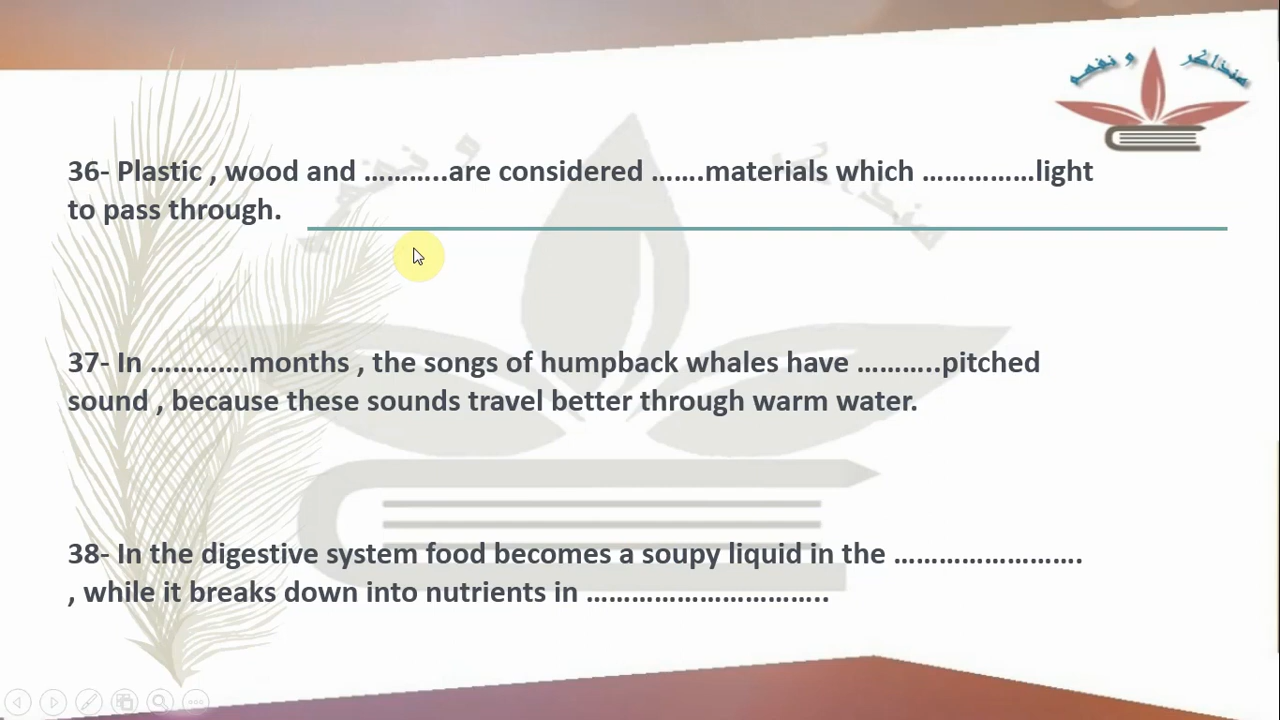 منذاكر و نفهم
36- Plastic , wood and ………..are considered …….materials which ……………light
to pass through.
37- In ………….months , the songs of humpback whales have ………..pitched
sound , because these sounds travel better through warm water.
38- In the digestive system food becomes a soupy liquid in the …………………….
, while it breaks down into nutrients in …………………………..